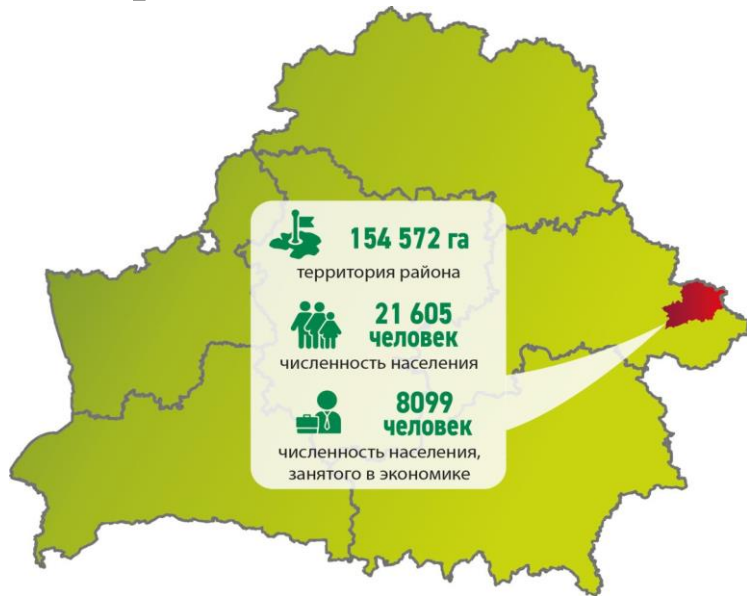 154 572 га
территория района
21 605
человек
численность населения
8099
человек
численность населения,
занятого в экономике